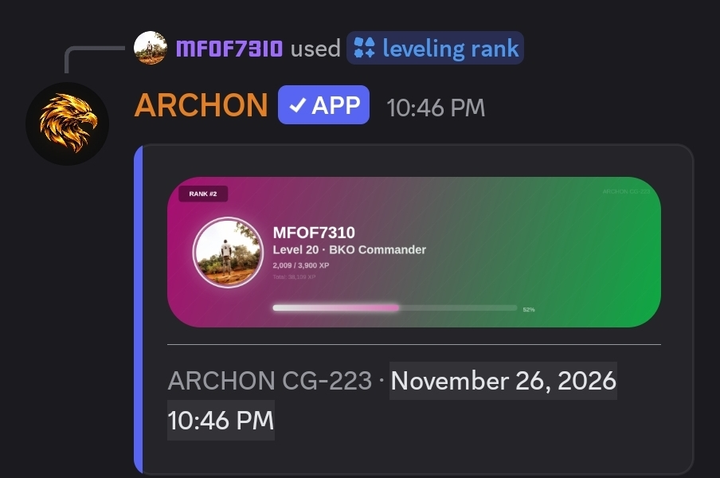 MFOF7310 used leveling rank
ARCHON ✓ APP 10:46 PM
RANK #2
MFOF7310
Level 20 · BKO Commander
2,009 / 3,900 XP
52%
ARCHON CG-223 · November 26, 2026
10:46 PM